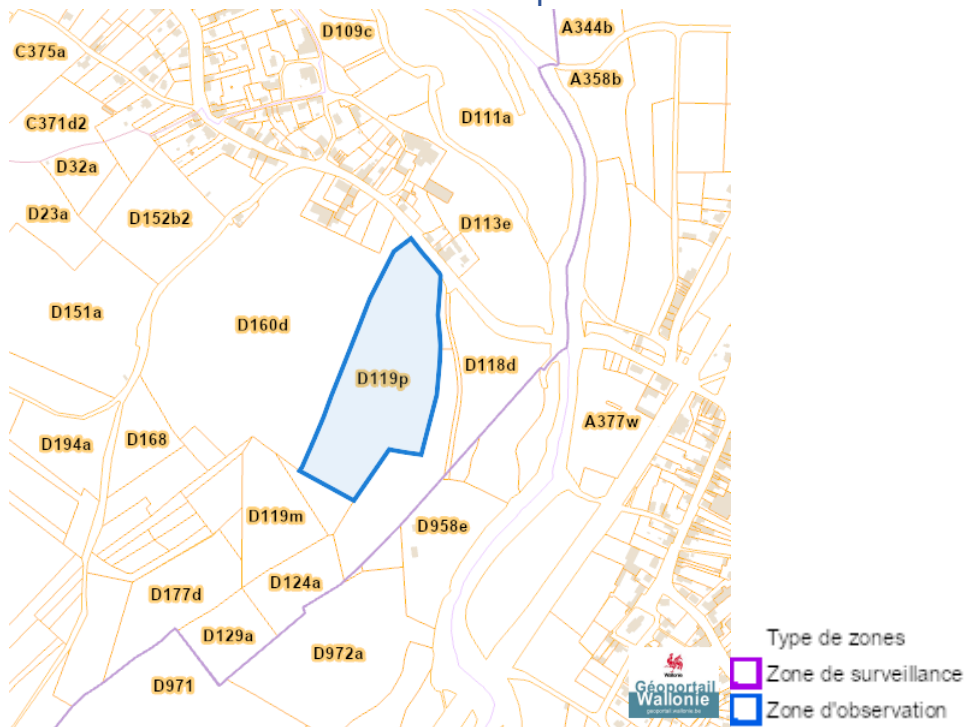 D109c
A344b
C375a
A358b
C371d2
D111a
D32a
D23a
D152b2
D113e
D151a
D160d
D118d
D119p
A377w
D194a
D168
D119m
D958e
D124a
D177d
D129a
D972a
D971
Wallonie
Géoportail
Wallonie
geoportail.wallonie.be
Type de zones
Zone de surveillance
Zone d'observation